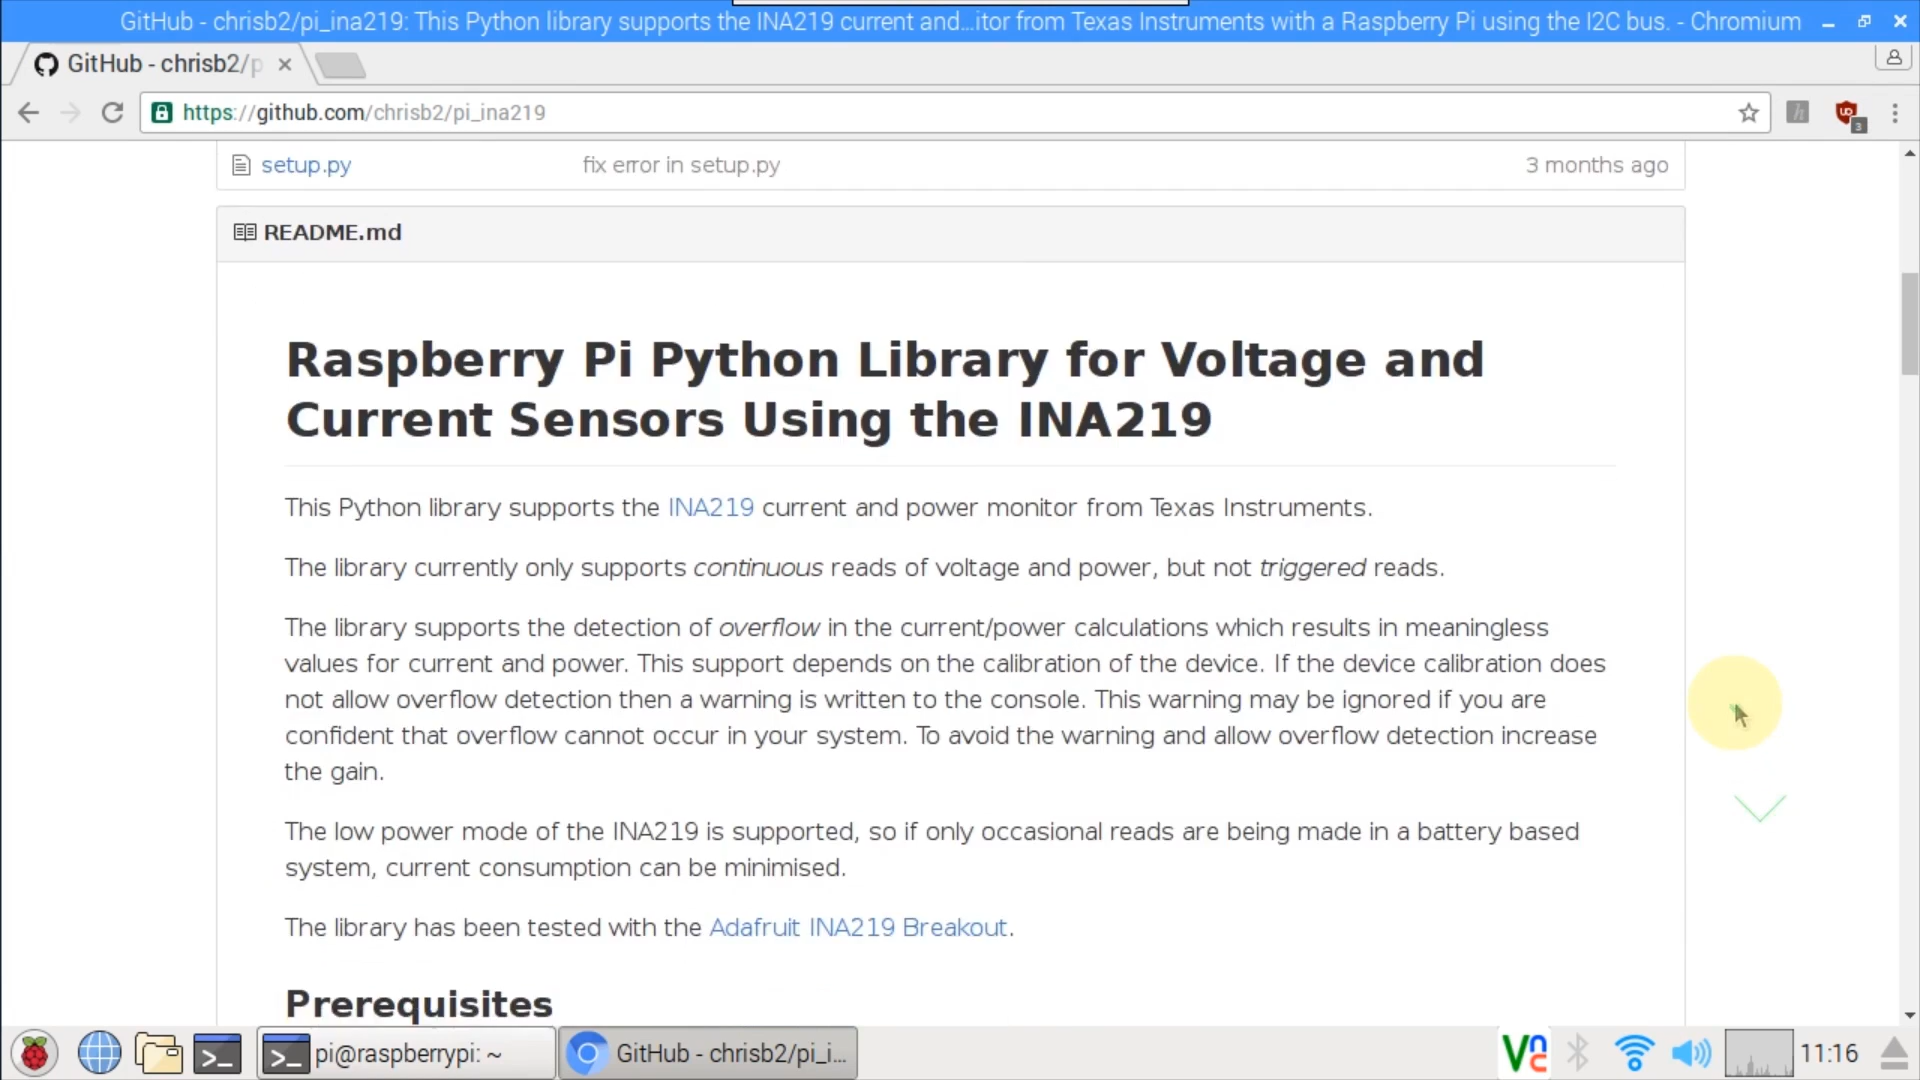 GitHub - chrisb2/pi_ina219: This Python library supports the INA219 current and...itor from Texas Instruments with a Raspberry Pi using the I2C bus. - Chromium
GitHub - chrisb2/p
https://github.com/chrisb2/pi_ina219
3
setup.py fix error in setup.py 3 months ago
README.md
Raspberry Pi Python Library for Voltage and
Current Sensors Using the INA219
This Python library supports the INA219 current and power monitor from Texas Instruments.
The library currently only supports continuous reads of voltage and power, but not triggered reads.
The library supports the detection of overflow in the current/power calculations which results in meaningless
values for current and power. This support depends on the calibration of the device. If the device calibration does
not allow overflow detection then a warning is written to the console. This warning may be ignored if you are
confident that overflow cannot occur in your system. To avoid the warning and allow overflow detection increase
the gain.
The low power mode of the INA219 is supported, so if only occasional reads are being made in a battery based
system, current consumption can be minimised.
The library has been tested with the Adafruit INA219 Breakout.
Prerequisites
pi@raspberrypi: ~
GitHub - chrisb2/pi_i...
11:16